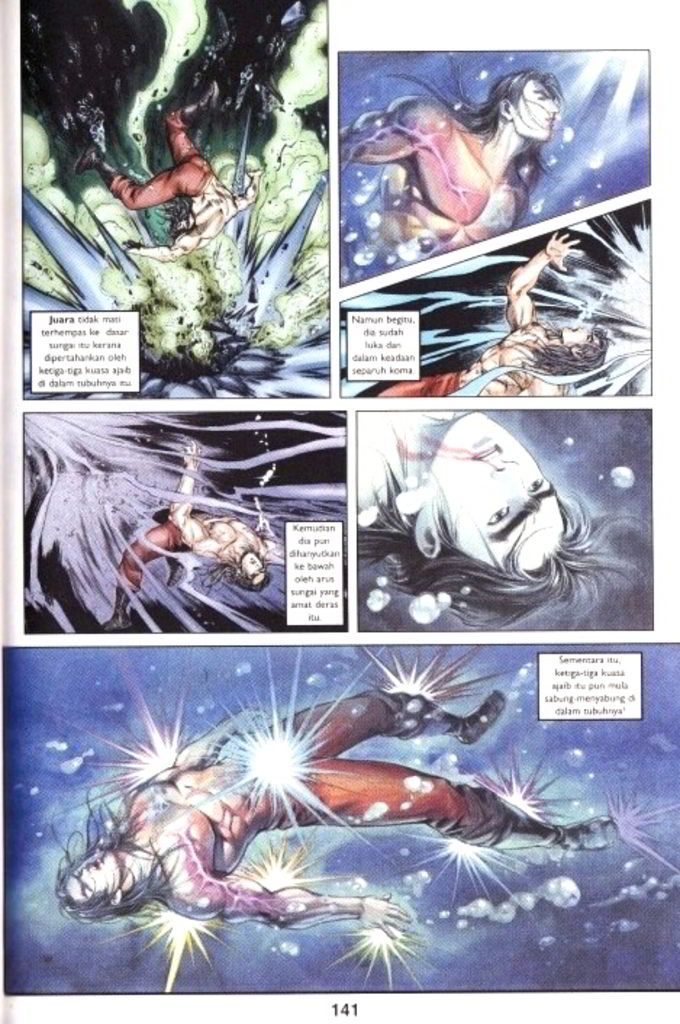 Juara tidak mati
terhempas ke dasar
sungai itu kerana
dipertahankan oleh
ketiga-tiga kuasa ajaib
di dalam tubuhnya itu.
Namun begitu,
dia sudah
luka dan
dalam keadaan
separuh koma.
Kemudian
dia pun
dihanyutkan
ke bawah
oleh arus
sungai yang
amat deras
itu.
Sementara itu,
ketiga-tiga kuasa
ajaib itu pun mula
sabung-menyabung di
dalam tubuhnya!
141